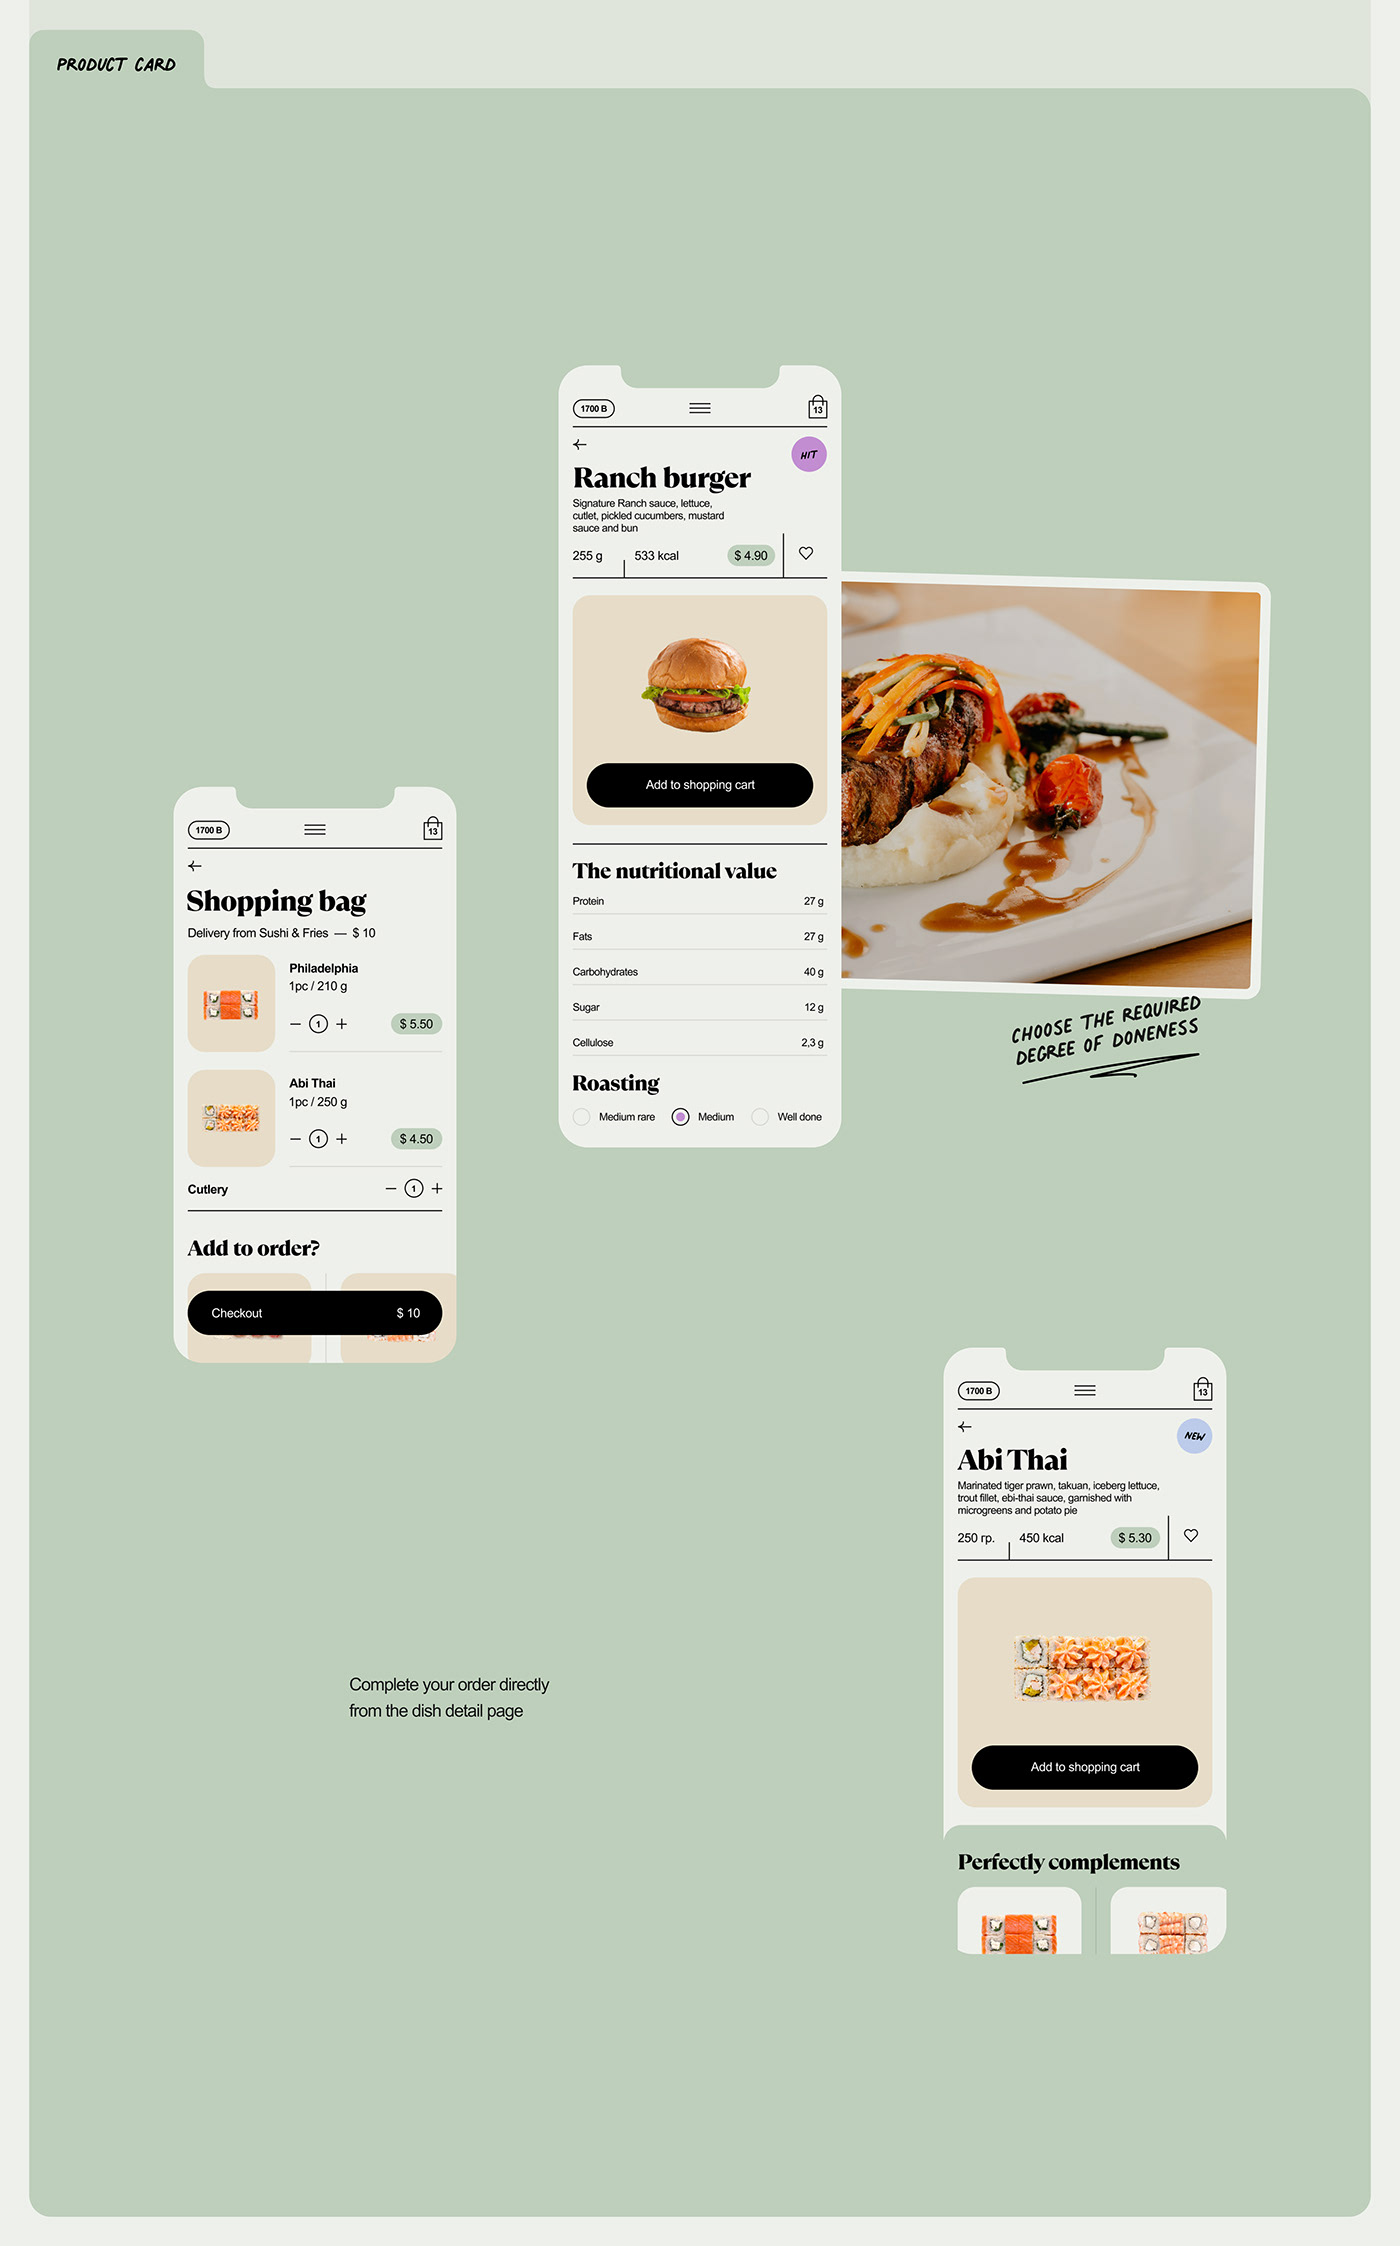 PRODUCT CARD
1700 B
13
HIT
Ranch burger
Signature Ranch sauce, lettuce,
cutlet, pickled cucumbers, mustard
sauce and bun
255 g
533 kcal
$ 4.90
Add to shopping cart
The nutritional value
Protein 27 g
Fats 27 g
Carbohydrates 40 g
Sugar 12 g
Cellulose 2,3 g
Roasting
Medium rare
Medium
Well done
CHOOSE THE REQUIRED
DEGREE OF DONENESS
1700 B
13
Shopping bag
Delivery from Sushi & Fries — $ 10
Philadelphia
1pc / 210 g
1
$ 5.50
Abi Thai
1pc / 250 g
1
$ 4.50
Cutlery
1
Add to order?
Checkout $ 10
1700 B
13
NEW
Abi Thai
Marinated tiger prawn, takuan, iceberg lettuce,
trout fillet, ebi-thai sauce, garnished with
microgreens and potato pie
250 гр.
450 kcal
$ 5.30
Add to shopping cart
Perfectly complements
Complete your order directly
from the dish detail page